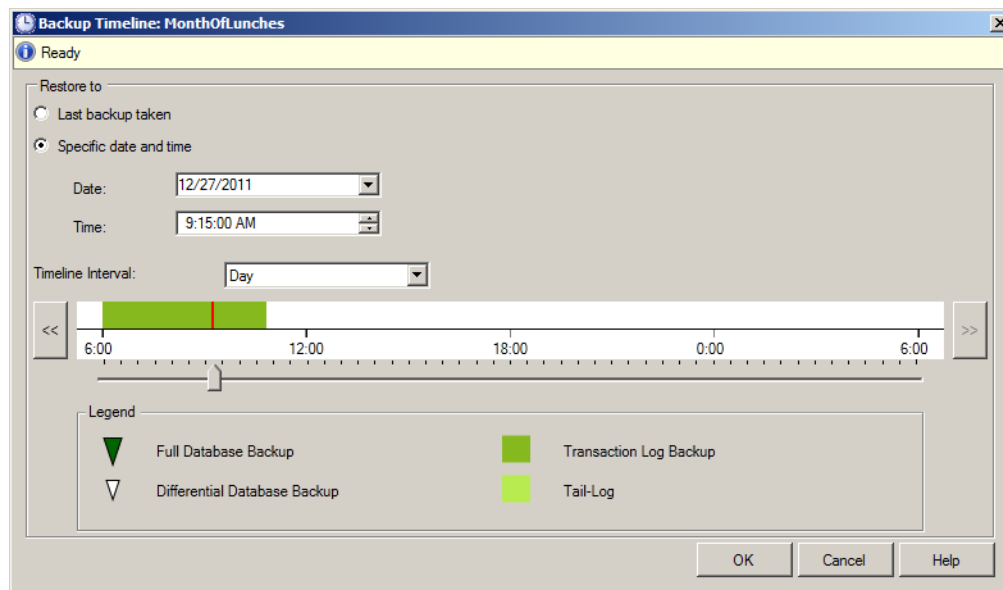 Backup Timeline: MonthOfLunches
Ready
Restore to
Last backup taken
Specific date and time
Date: 12/27/2011
Time: 9:15:00 AM
Timeline Interval: Day
<< >>
6:00 12:00 18:00 0:00 6:00
Legend
Full Database Backup Transaction Log Backup
Differential Database Backup Tail-Log
OK Cancel Help